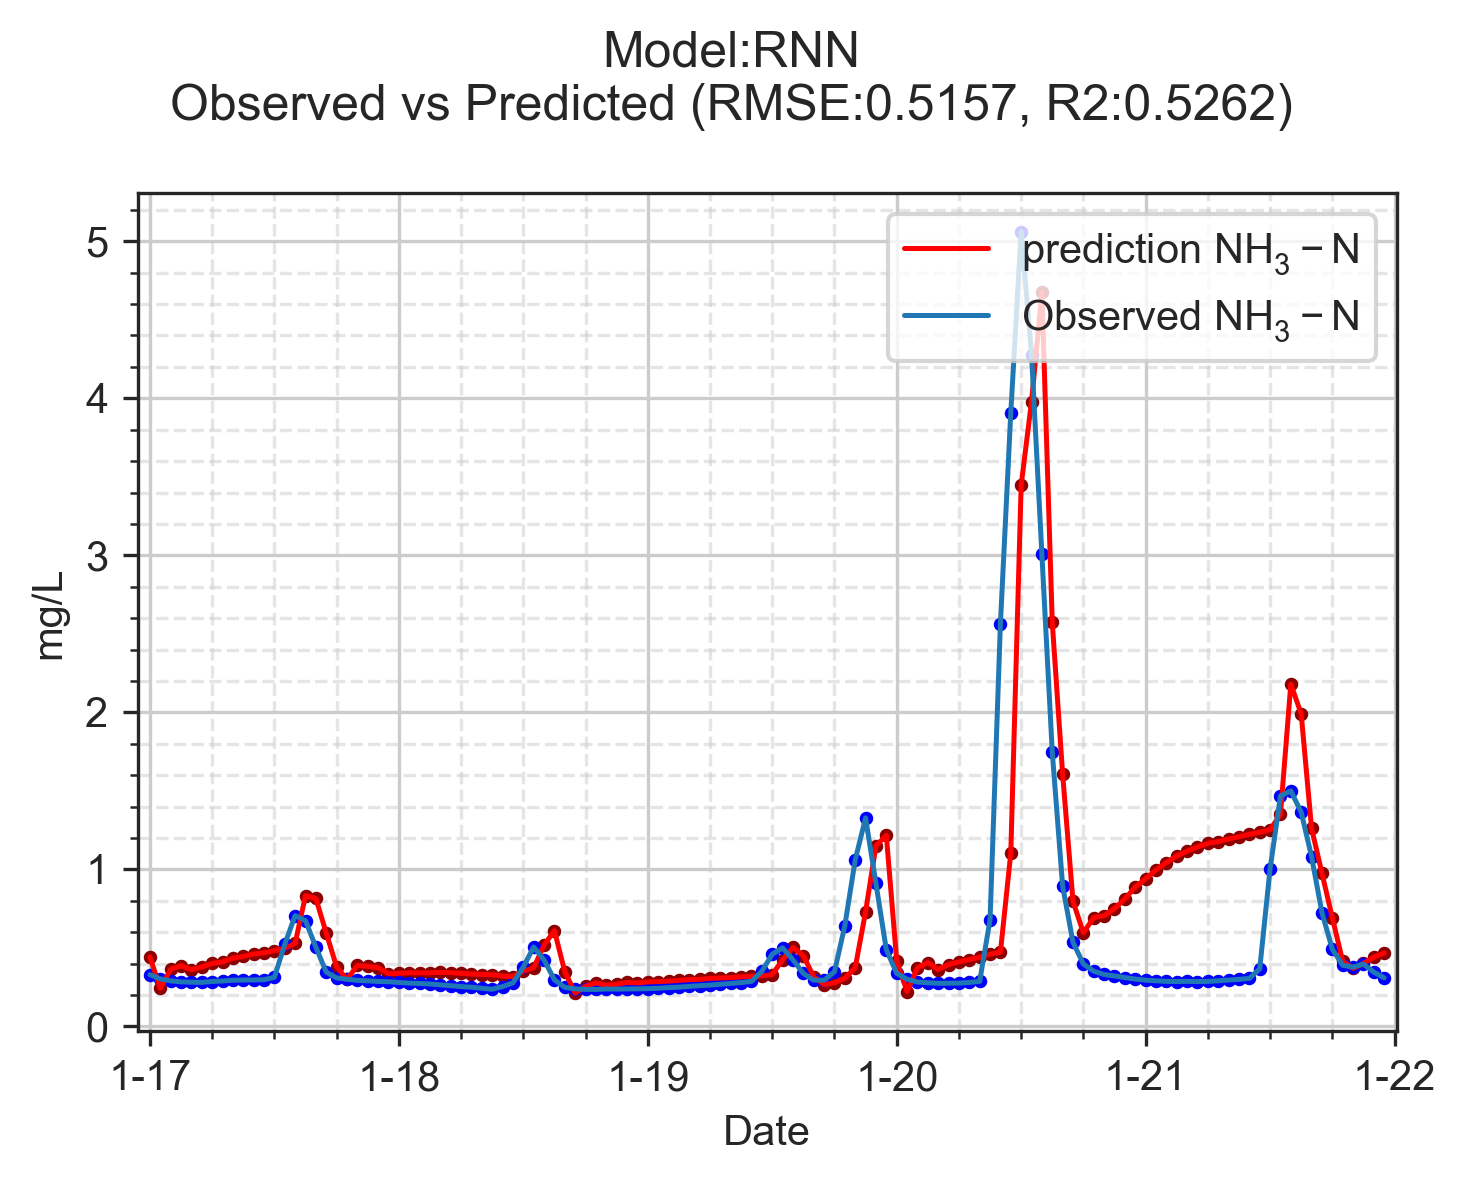 Model:RNN
Observed vs Predicted (RMSE:0.5157, R2:0.5262)
prediction NH₃ − N
Observed NH₃ − N
5
4
3
2
1
0
mg/L
1-17 1-18 1-19 1-20 1-21 1-22
Date